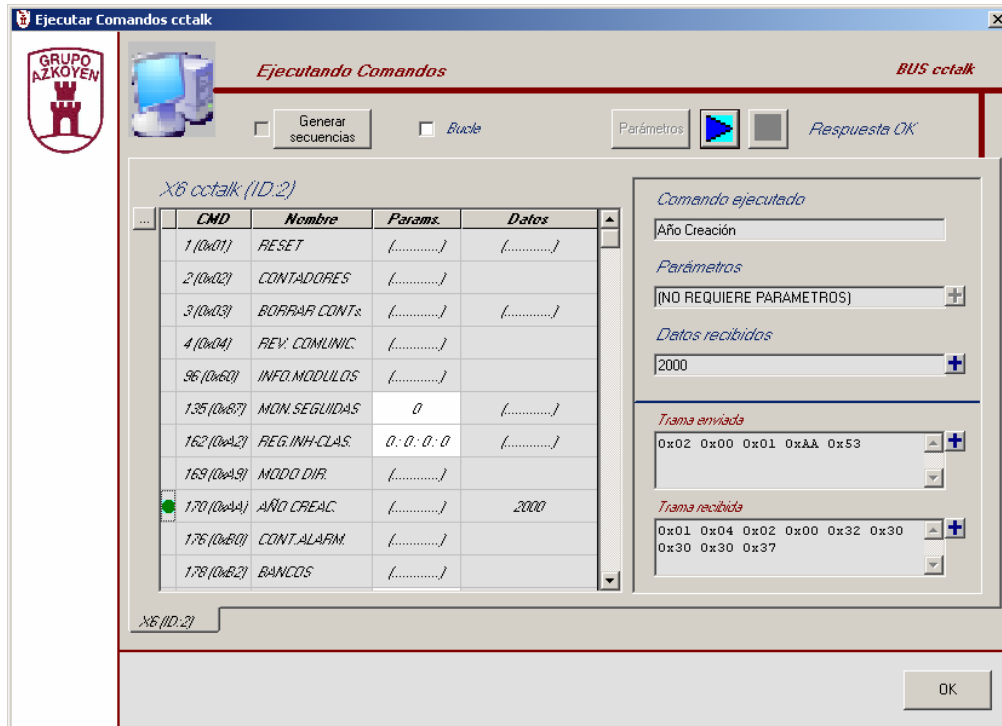 Ejecutar Comandos cctalk
GRUPO
AZKOYEN
Ejecutando Comandos
BUS cctalk
Generar
secuencias
Bucle
Parámetros
Respuesta OK
X6 cctalk (ID:2)
...
CMD Nombre Params. Datos
1 (0x01) RESET (............) (............)
2 (0x02) CONTADORES (............)
3 (0x03) BORRAR CONTs. (............) (............)
4 (0x04) REV. COMUNIC. (............)
96 (0x60) INFO.MODULOS (............)
135 (0x87) MON.SEGUIDAS 0 (............)
162 (0xA2) REG.INH-CLAS. 0:0:0:0 (............)
169 (0xA9) MODO DIR. (............)
170 (0xAA) AÑO CREAC. (............) 2000
176 (0xB0) CONT.ALARM. (............)
178 (0xB2) BANCOS (............)
X6 (ID:2)
Comando ejecutado
Año Creación
Parámetros
(NO REQUIERE PARAMETROS)
Datos recibidos
2000
Trama enviada
0x02 0x00 0x01 0xAA 0x53
Trama recibida
0x01 0x04 0x02 0x00 0x32 0x30
0x30 0x30 0x37
OK